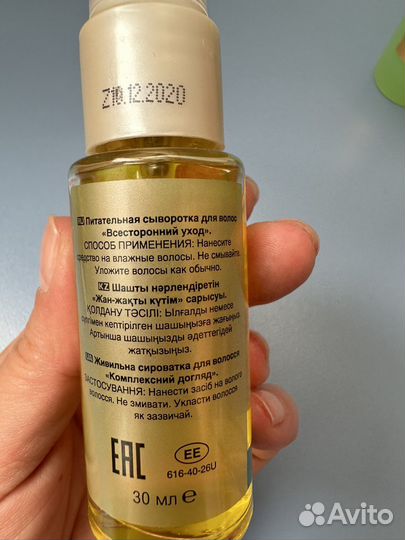 Z10.12.2020
RU Питательная сыворотка для волос
«Всесторонний уход».
СПОСОБ ПРИМЕНЕНИЯ: Нанесите
средство на влажные волосы. Не смывайте.
Уложите волосы как обычно.
KZ Шашты нәрлендіретін
«Жан-жақты күтім» сарысуы.
ҚОЛДАНУ ТӘСІЛІ: Ылғалды немесе
сүлгімен кептірілген шашыңызға жағыңыз.
Артынша шашыңызды әдеттегідей
жатқызыңыз.
UA Живильна сироватка для волосся
«Комплексний догляд».
ЗАСТОСУВАННЯ: Нанести засіб на вологе
волосся. Не змивати. Укласти волосся
як зазвичай.
EAC
EE
616-40-26U
30 мл e
Avito